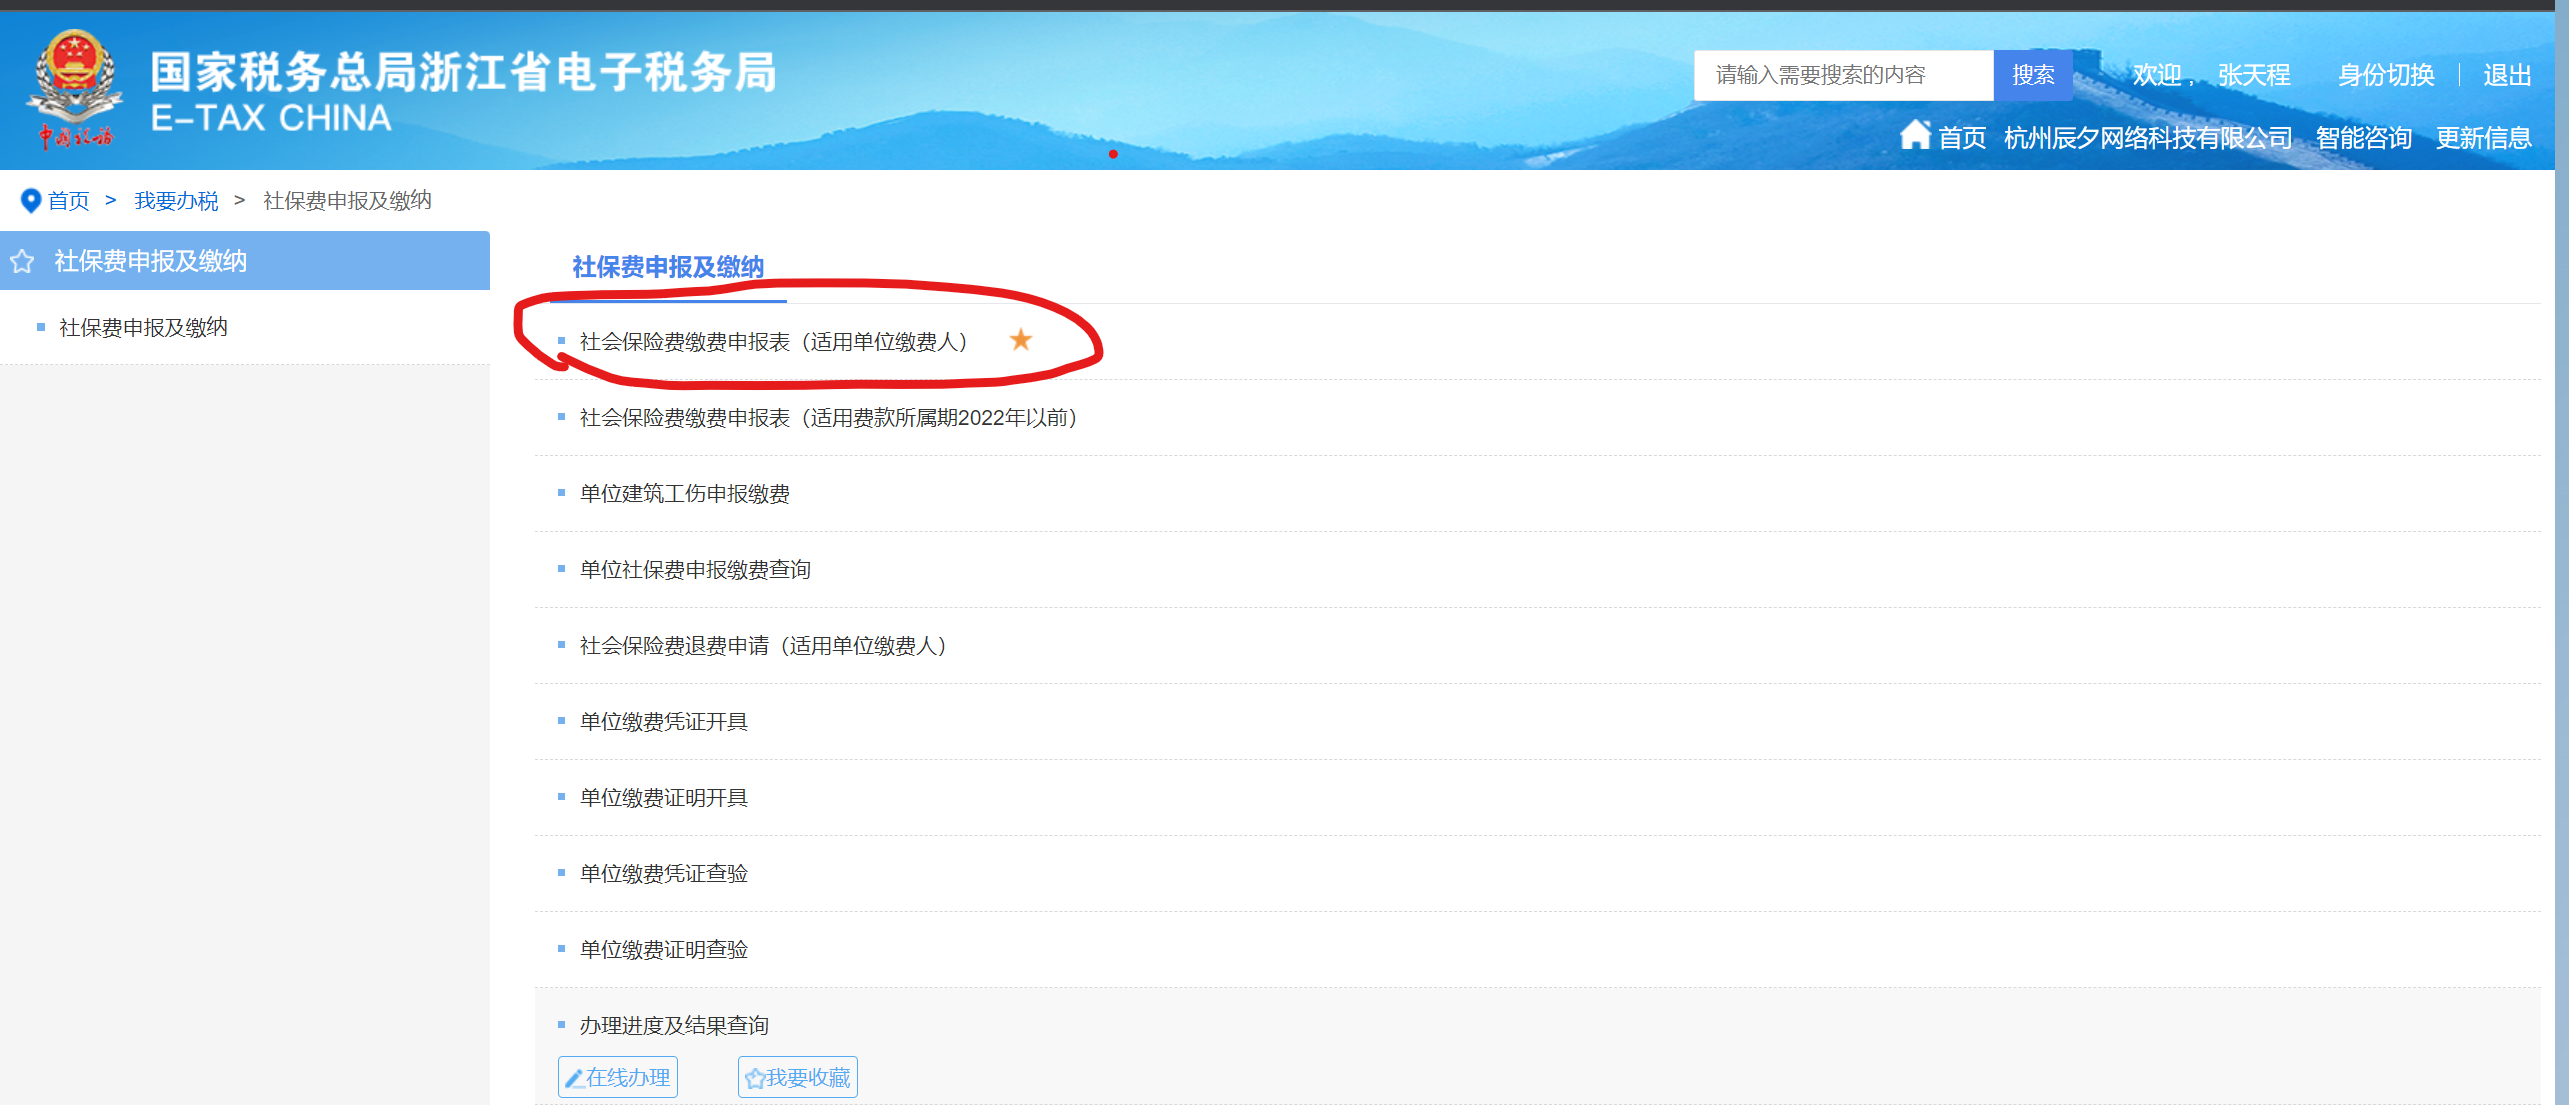 国家税务总局浙江省电子税务局
E-TAX CHINA
中国税务
请输入需要搜索的内容 搜索 欢迎， 张天程 身份切换 退出
首页 杭州辰夕网络科技有限公司 智能咨询 更新信息
首页 > 我要办税 > 社保费申报及缴纳
社保费申报及缴纳
社保费申报及缴纳
社保费申报及缴纳
社会保险费缴费申报表（适用单位缴费人）
社会保险费缴费申报表（适用费款所属期2022年以前）
单位建筑工伤申报缴费
单位社保费申报缴费查询
社会保险费退费申请（适用单位缴费人）
单位缴费凭证开具
单位缴费证明开具
单位缴费凭证查验
单位缴费证明查验
办理进度及结果查询
在线办理 我要收藏